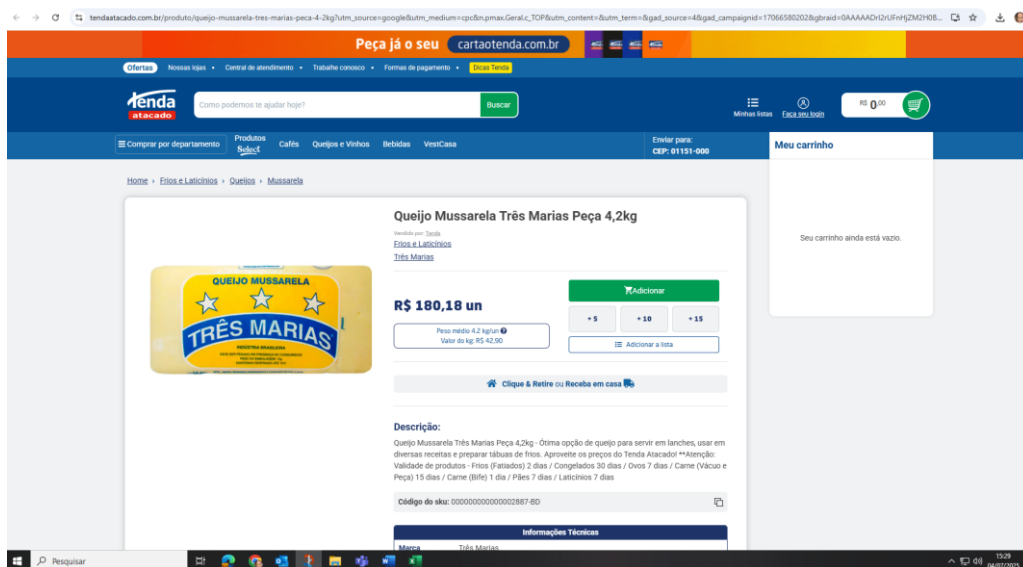 tendaatacado.com.br/produto/queijo-mussarela-tres-marias-peca-4-2kg?utm_source=google&utm_medium=cpc&n.pmax.Geral.c_TOP&utm_content=&utm_term=&gad_source=4&gad_campaignid=17066580202&gbraid=
Peça já o seu cartaotenda.com.br
Ofertas Nossas lojas Central de atendimento Trabalhe conosco Formas de pagamento Dicas Tenda
tenda
atacado
Como podemos te ajudar hoje? Buscar
Minhas listas Faça seu login R$ 0,00
Comprar por departamento Produtos Select Cafés Queijos e Vinhos Bebidas VestCasa
Enviar para:
CEP: 01151-000
Meu carrinho
Seu carrinho ainda está vazio.
Home › Frios e Laticínios › Queijos › Mussarela
QUEIJO MUSSARELA
TRÊS MARIAS
INDÚSTRIA BRASILEIRA
Queijo Mussarela Três Marias Peça 4,2kg
Vendido por: Tenda
Frios e Laticínios
Três Marias
R$ 180,18 un
Peso médio 4.2 kg/un
Valor do kg: R$ 42,90
Adicionar
+ 5 + 10 + 15
Adicionar a lista
Clique & Retire ou Receba em casa
Descrição:
Queijo Mussarela Três Marias Peça 4,2kg - Ótima opção de queijo para servir em lanches, usar em
diversas receitas e preparar tábuas de frios. Aproveite os preços do Tenda Atacado! **Atenção:
Validade de produtos - Frios (Fatiados) 2 dias / Congelados 30 dias / Ovos 7 dias / Carne (Vácuo e
Peça) 15 dias / Carne (Bife) 1 dia / Pães 7 dias / Laticínios 7 dias
Código do sku: 000000000000002887-BD
Informações Técnicas
Marca Três Marias
Pesquisar
15:29
04/07/2025